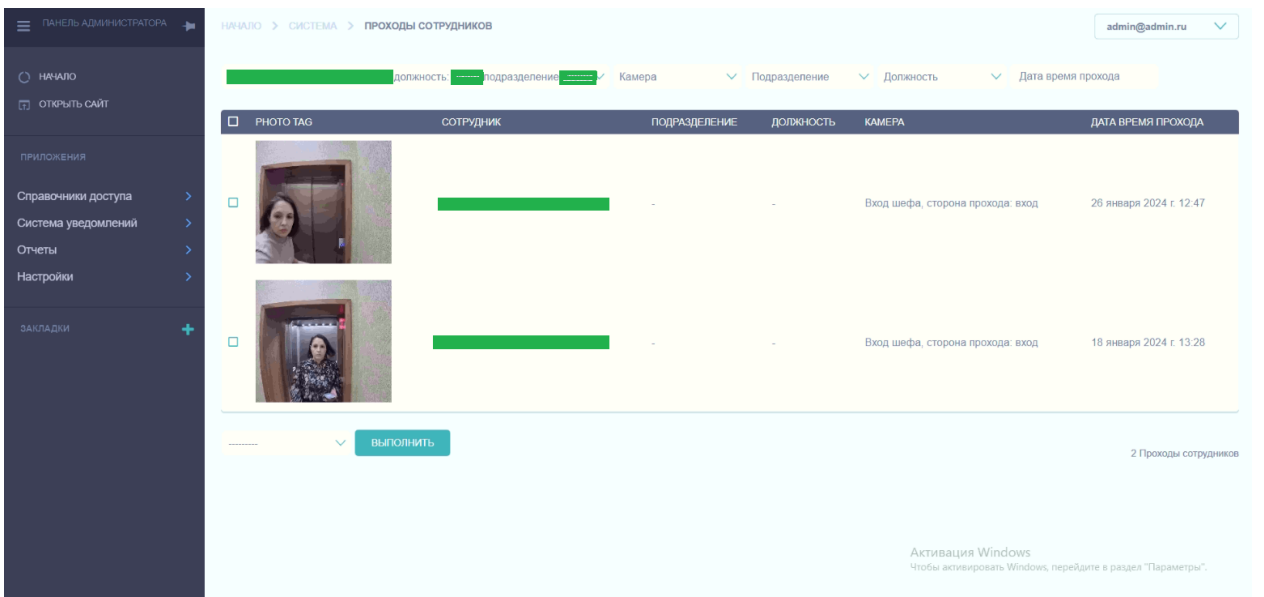 ПАНЕЛЬ АДМИНИСТРАТОРА
НАЧАЛО > СИСТЕМА > ПРОХОДЫ СОТРУДНИКОВ
admin@admin.ru
НАЧАЛО
ОТКРЫТЬ САЙТ
ПРИЛОЖЕНИЯ
Справочники доступа
Система уведомлений
Отчеты
Настройки
ЗАКЛАДКИ
должность: подразделение Камера Подразделение Должность Дата время прохода
PHOTO TAG СОТРУДНИК ПОДРАЗДЕЛЕНИЕ ДОЛЖНОСТЬ КАМЕРА ДАТА ВРЕМЯ ПРОХОДА
- - Вход шефа, сторона прохода: вход 26 января 2024 г. 12:47
- - Вход шефа, сторона прохода: вход 18 января 2024 г. 13:28
--------- ВЫПОЛНИТЬ
2 Проходы сотрудников
Активация Windows
Чтобы активировать Windows, перейдите в раздел "Параметры".